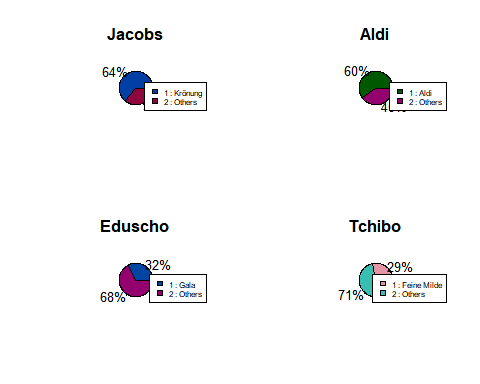 Jacobs
64%
1 : Krönung
2 : Others
Aldi
60%
1 : Aldi
2 : Others
Eduscho
32%
1 : Gala
2 : Others
68%
Tchibo
29%
1 : Feine Milde
2 : Others
71%